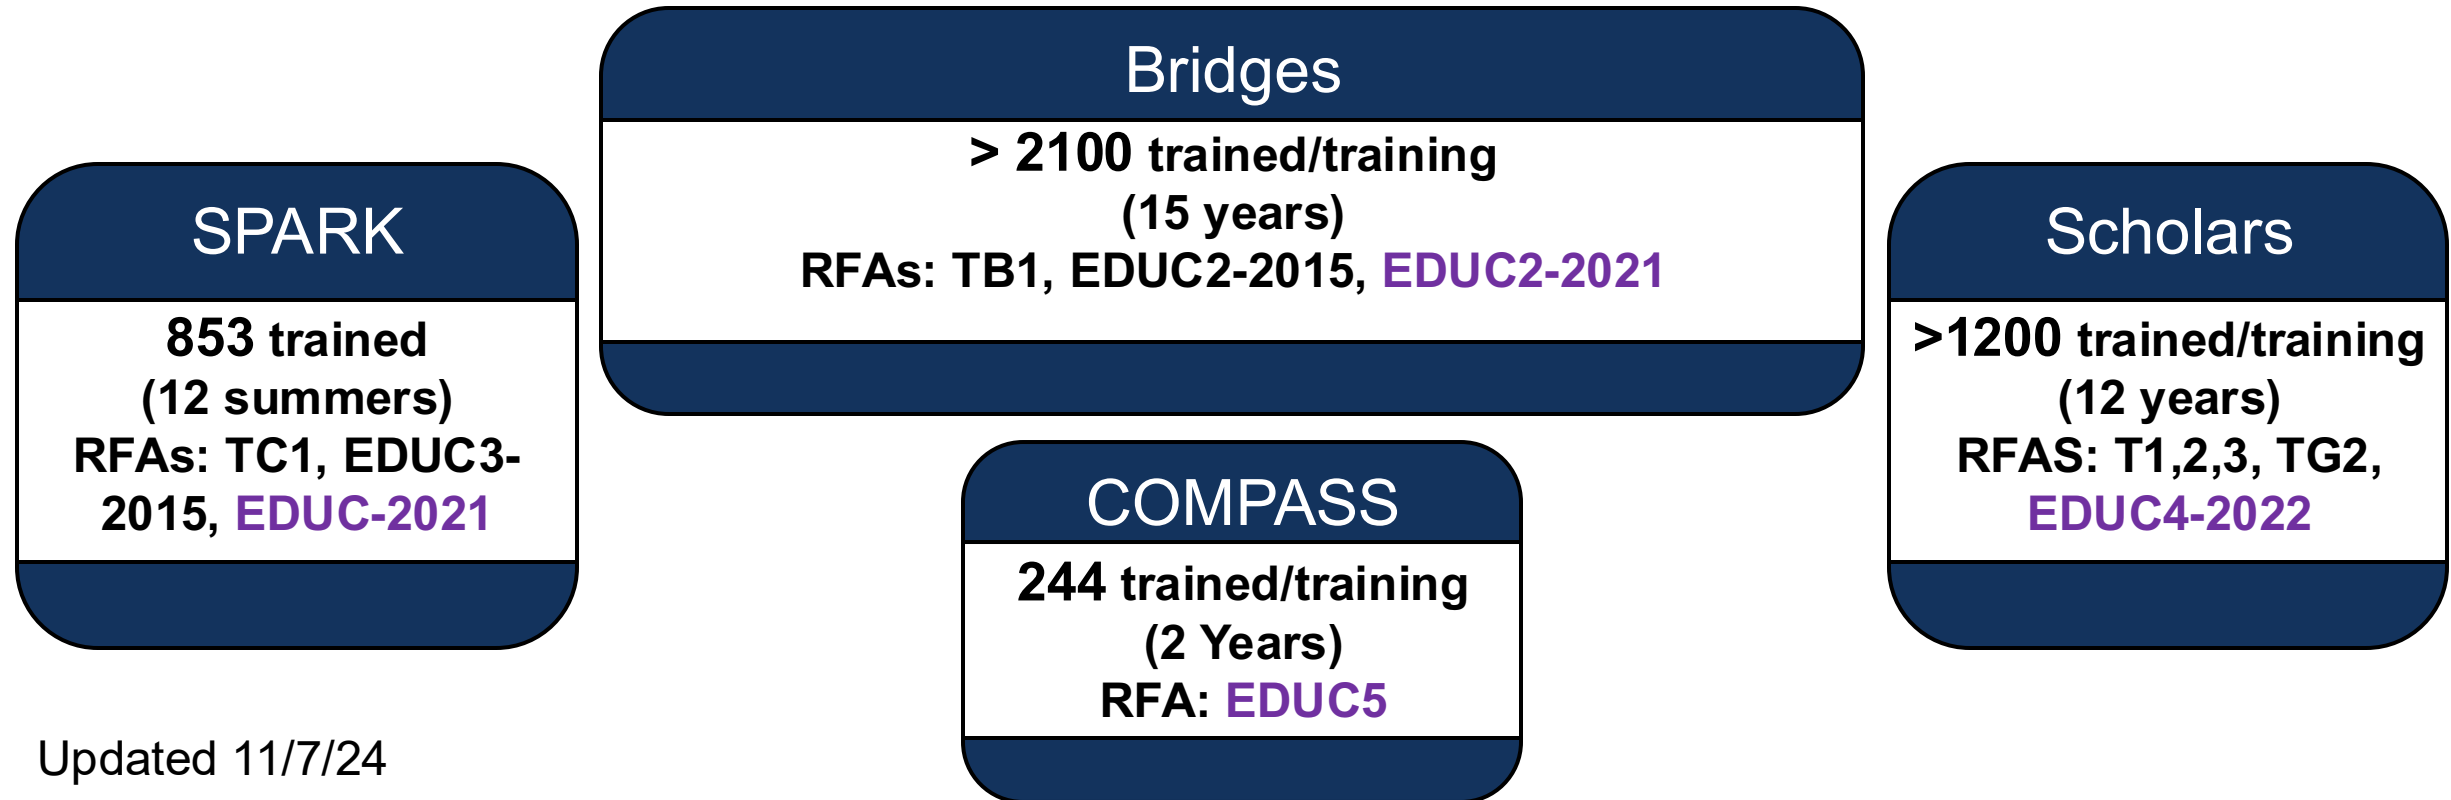 Bridges
> 2100 trained/training
(15 years)
RFAs: TB1, EDUC2-2015, EDUC2-2021
SPARK
853 trained
(12 summers)
RFAs: TC1, EDUC3-
2015, EDUC-2021
Scholars
>1200 trained/training
(12 years)
RFAS: T1,2,3, TG2,
EDUC4-2022
COMPASS
244 trained/training
(2 Years)
RFA: EDUC5
Updated 11/7/24